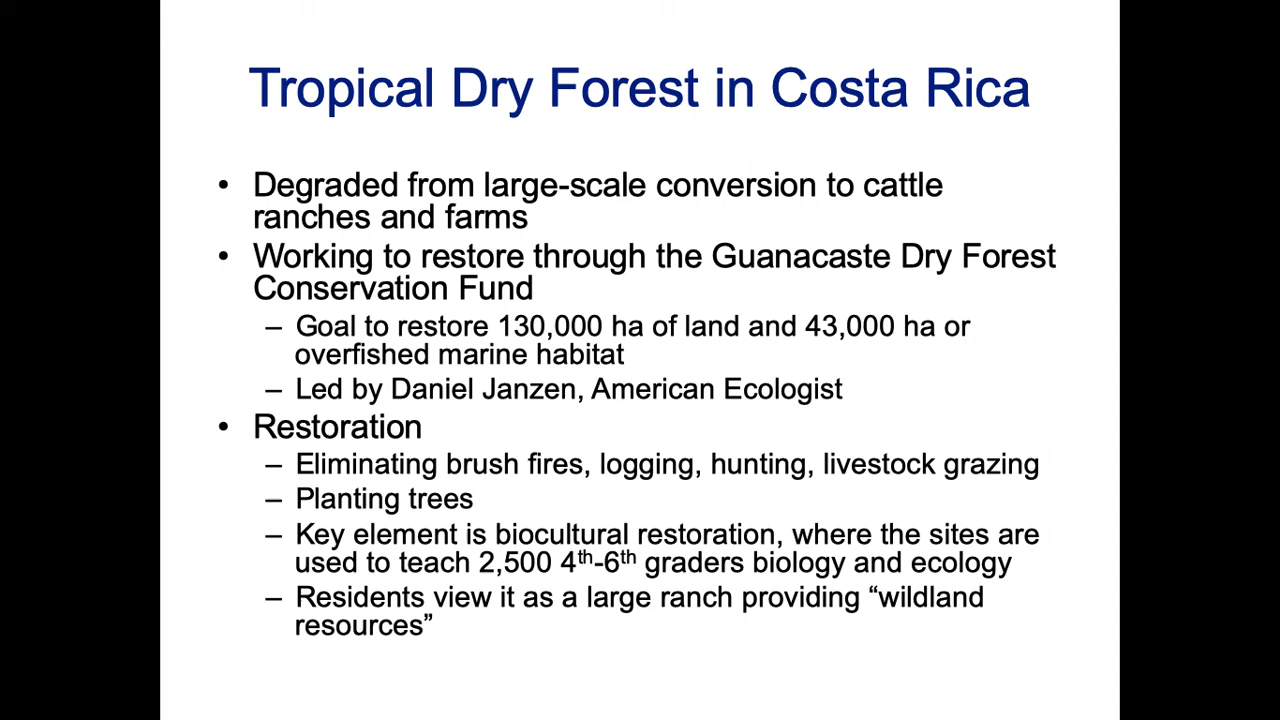 Tropical Dry Forest in Costa Rica
• Degraded from large-scale conversion to cattle
ranches and farms
• Working to restore through the Guanacaste Dry Forest
Conservation Fund
– Goal to restore 130,000 ha of land and 43,000 ha or
overfished marine habitat
– Led by Daniel Janzen, American Ecologist
• Restoration
– Eliminating brush fires, logging, hunting, livestock grazing
– Planting trees
– Key element is biocultural restoration, where the sites are
used to teach 2,500 4th-6th graders biology and ecology
– Residents view it as a large ranch providing “wildland
resources”